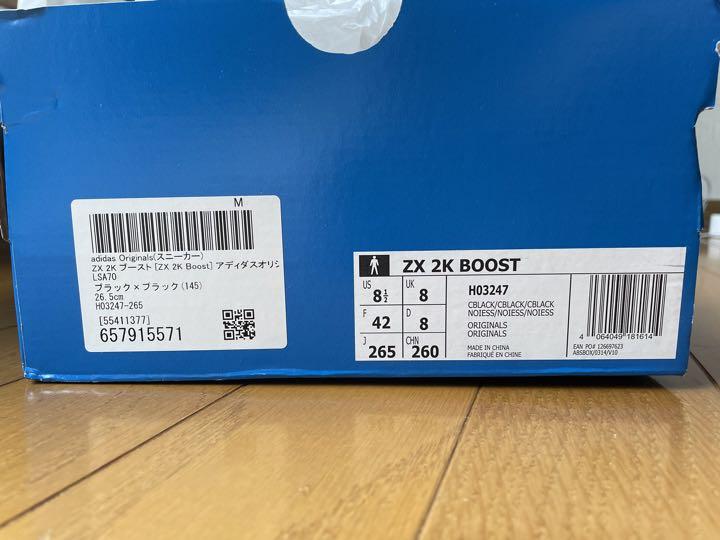 M
adidas Originals(スニーカー)
ZX 2K ブースト [ZX 2K Boost] アディダスオリジ
LSA70
ブラック×ブラック(145)
26.5cm
H03247-265
[55411377]
657915571
ZX 2K BOOST
US 8½ UK 8
F 42 D 8
J 265 CHN 260
H03247
CBLACK/CBLACK/CBLACK
NOIESS/NOIESS/NOIESS
ORIGINALS
ORIGINALS
MADE IN CHINA
FABRIQUÉ EN CHINE
4 064049 181614
EAN PO# 126697623
ABSBOX/0314/V10